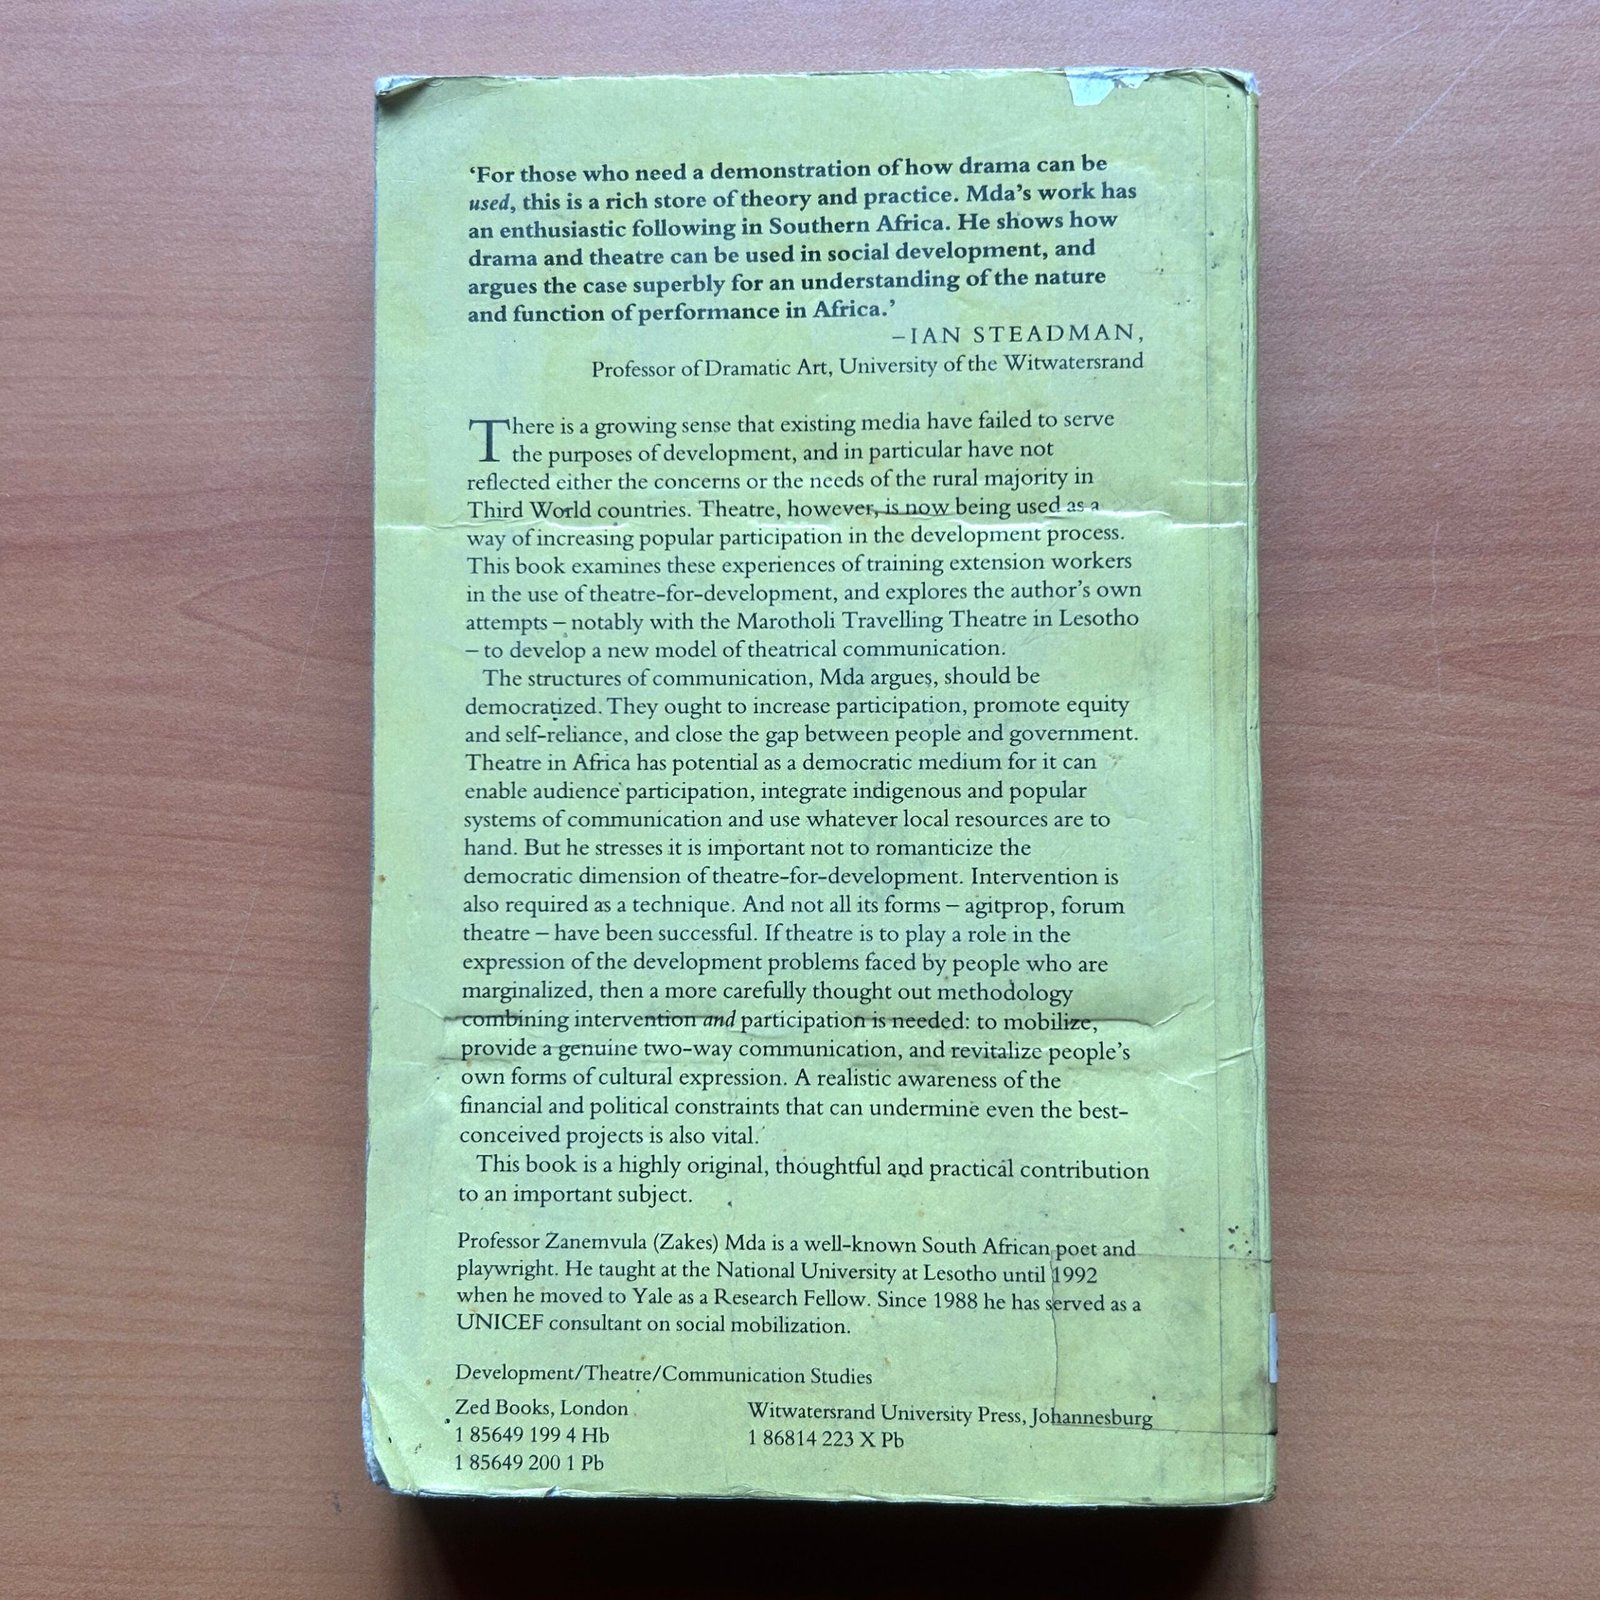 ‘For those who need a demonstration of how drama can be
used, this is a rich store of theory and practice. Mda’s work has
an enthusiastic following in Southern Africa. He shows how
drama and theatre can be used in social development, and
argues the case superbly for an understanding of the nature
and function of performance in Africa.’
–IAN STEADMAN,
Professor of Dramatic Art, University of the Witwatersrand
There is a growing sense that existing media have failed to serve
the purposes of development, and in particular have not
reflected either the concerns or the needs of the rural majority in
Third World countries. Theatre, however, is now being used as a
way of increasing popular participation in the development process.
This book examines these experiences of training extension workers
in the use of theatre-for-development, and explores the author’s own
attempts – notably with the Marotholi Travelling Theatre in Lesotho
– to develop a new model of theatrical communication.
The structures of communication, Mda argues, should be
democratized. They ought to increase participation, promote equity
and self-reliance, and close the gap between people and government.
Theatre in Africa has potential as a democratic medium for it can
enable audience participation, integrate indigenous and popular
systems of communication and use whatever local resources are to
hand. But he stresses it is important not to romanticize the
democratic dimension of theatre-for-development. Intervention is
also required as a technique. And not all its forms – agitprop, forum
theatre – have been successful. If theatre is to play a role in the
expression of the development problems faced by people who are
marginalized, then a more carefully thought out methodology
combining intervention and participation is needed: to mobilize,
provide a genuine two-way communication, and revitalize people’s
own forms of cultural expression. A realistic awareness of the
financial and political constraints that can undermine even the best-
conceived projects is also vital.
This book is a highly original, thoughtful and practical contribution
to an important subject.
Professor Zanemvula (Zakes) Mda is a well-known South African poet and
playwright. He taught at the National University at Lesotho until 1992
when he moved to Yale as a Research Fellow. Since 1988 he has served as a
UNICEF consultant on social mobilization.
Development/Theatre/Communication Studies
Zed Books, London
1 85649 199 4 Hb
1 85649 200 1 Pb
Witwatersrand University Press, Johannesburg
1 86814 223 X Pb